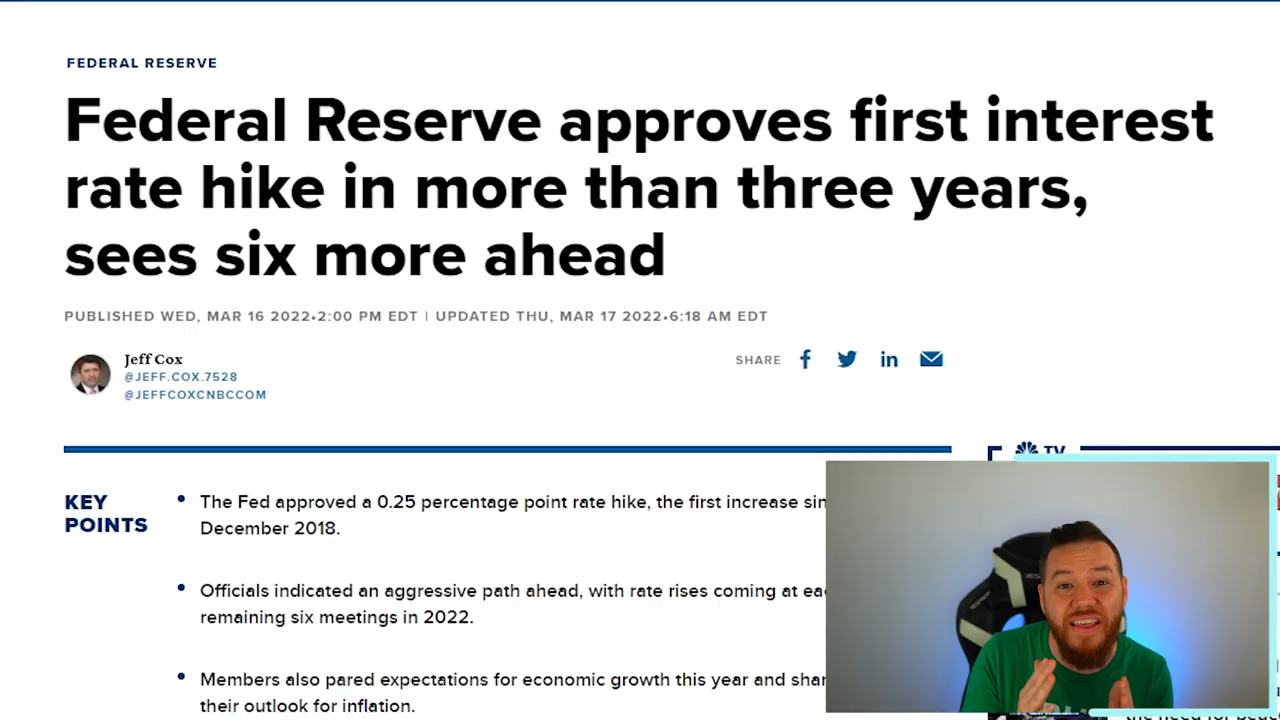 FEDERAL RESERVE
Federal Reserve approves first interest
rate hike in more than three years,
sees six more ahead
PUBLISHED WED, MAR 16 2022•2:00 PM EDT | UPDATED THU, MAR 17 2022•6:18 AM EDT
Jeff Cox
@JEFF.COX.7528
@JEFFCOXCNBCCOM
SHARE
TV
KEY
POINTS
The Fed approved a 0.25 percentage point rate hike, the first increase
December 2018.
Officials indicated an aggressive path ahead, with rate rises coming at
remaining six meetings in 2022.
Members also pared expectations for economic growth this year and
their outlook for inflation.